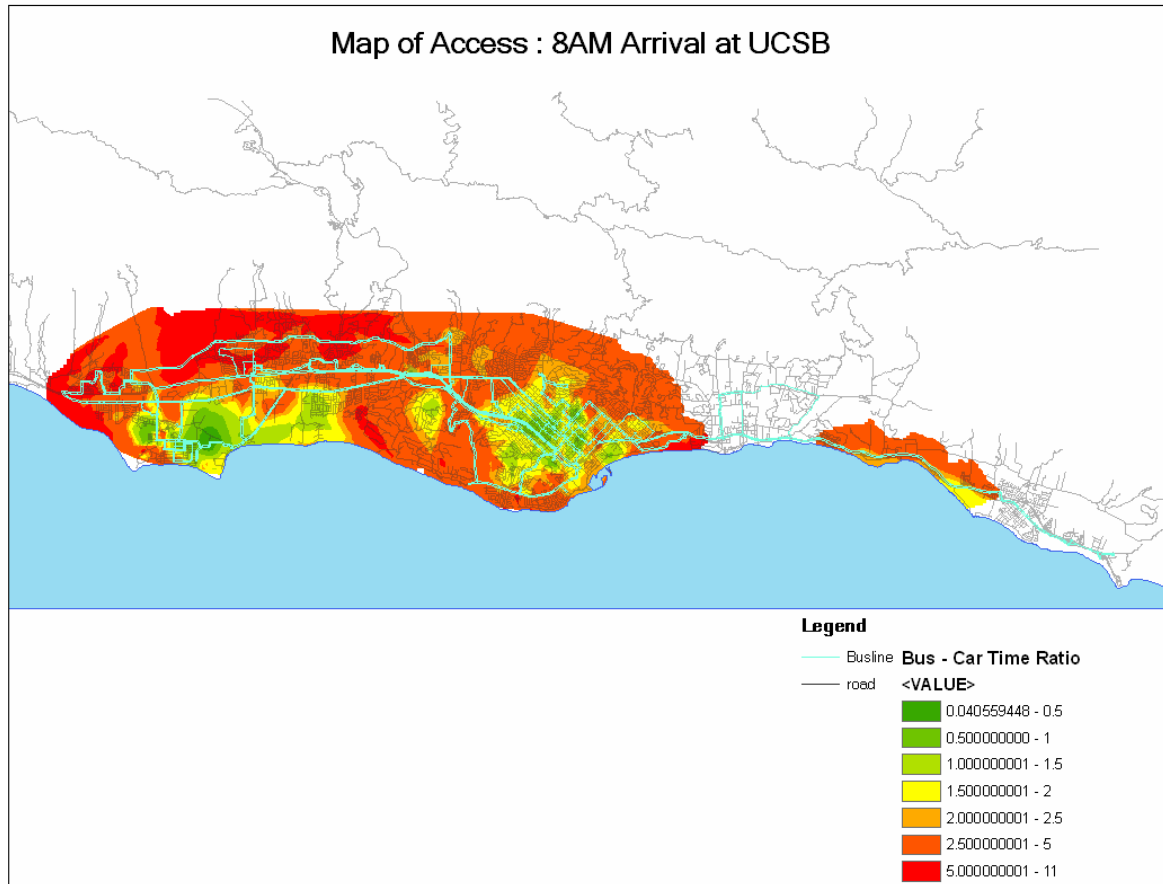 Map of Access : 8AM Arrival at UCSB
Legend
Busline
road
Bus - Car Time Ratio
<VALUE>
0.040559448 - 0.5
0.500000000 - 1
1.000000001 - 1.5
1.500000001 - 2
2.000000001 - 2.5
2.500000001 - 5
5.000000001 - 11